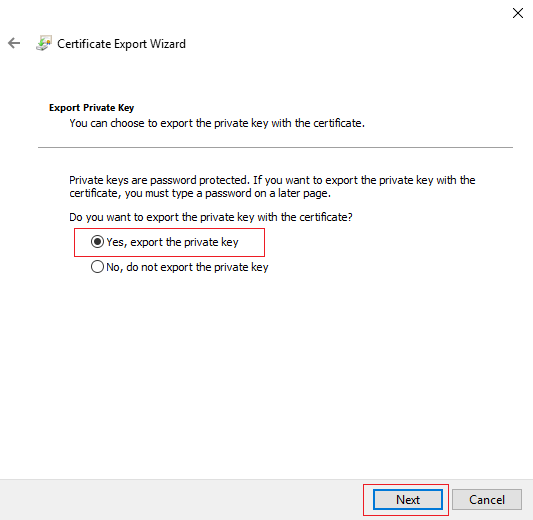 Certificate Export Wizard
Export Private Key
You can choose to export the private key with the certificate.
Private keys are password protected. If you want to export the private key with the
certificate, you must type a password on a later page.
Do you want to export the private key with the certificate?
Yes, export the private key
No, do not export the private key
Next
Cancel